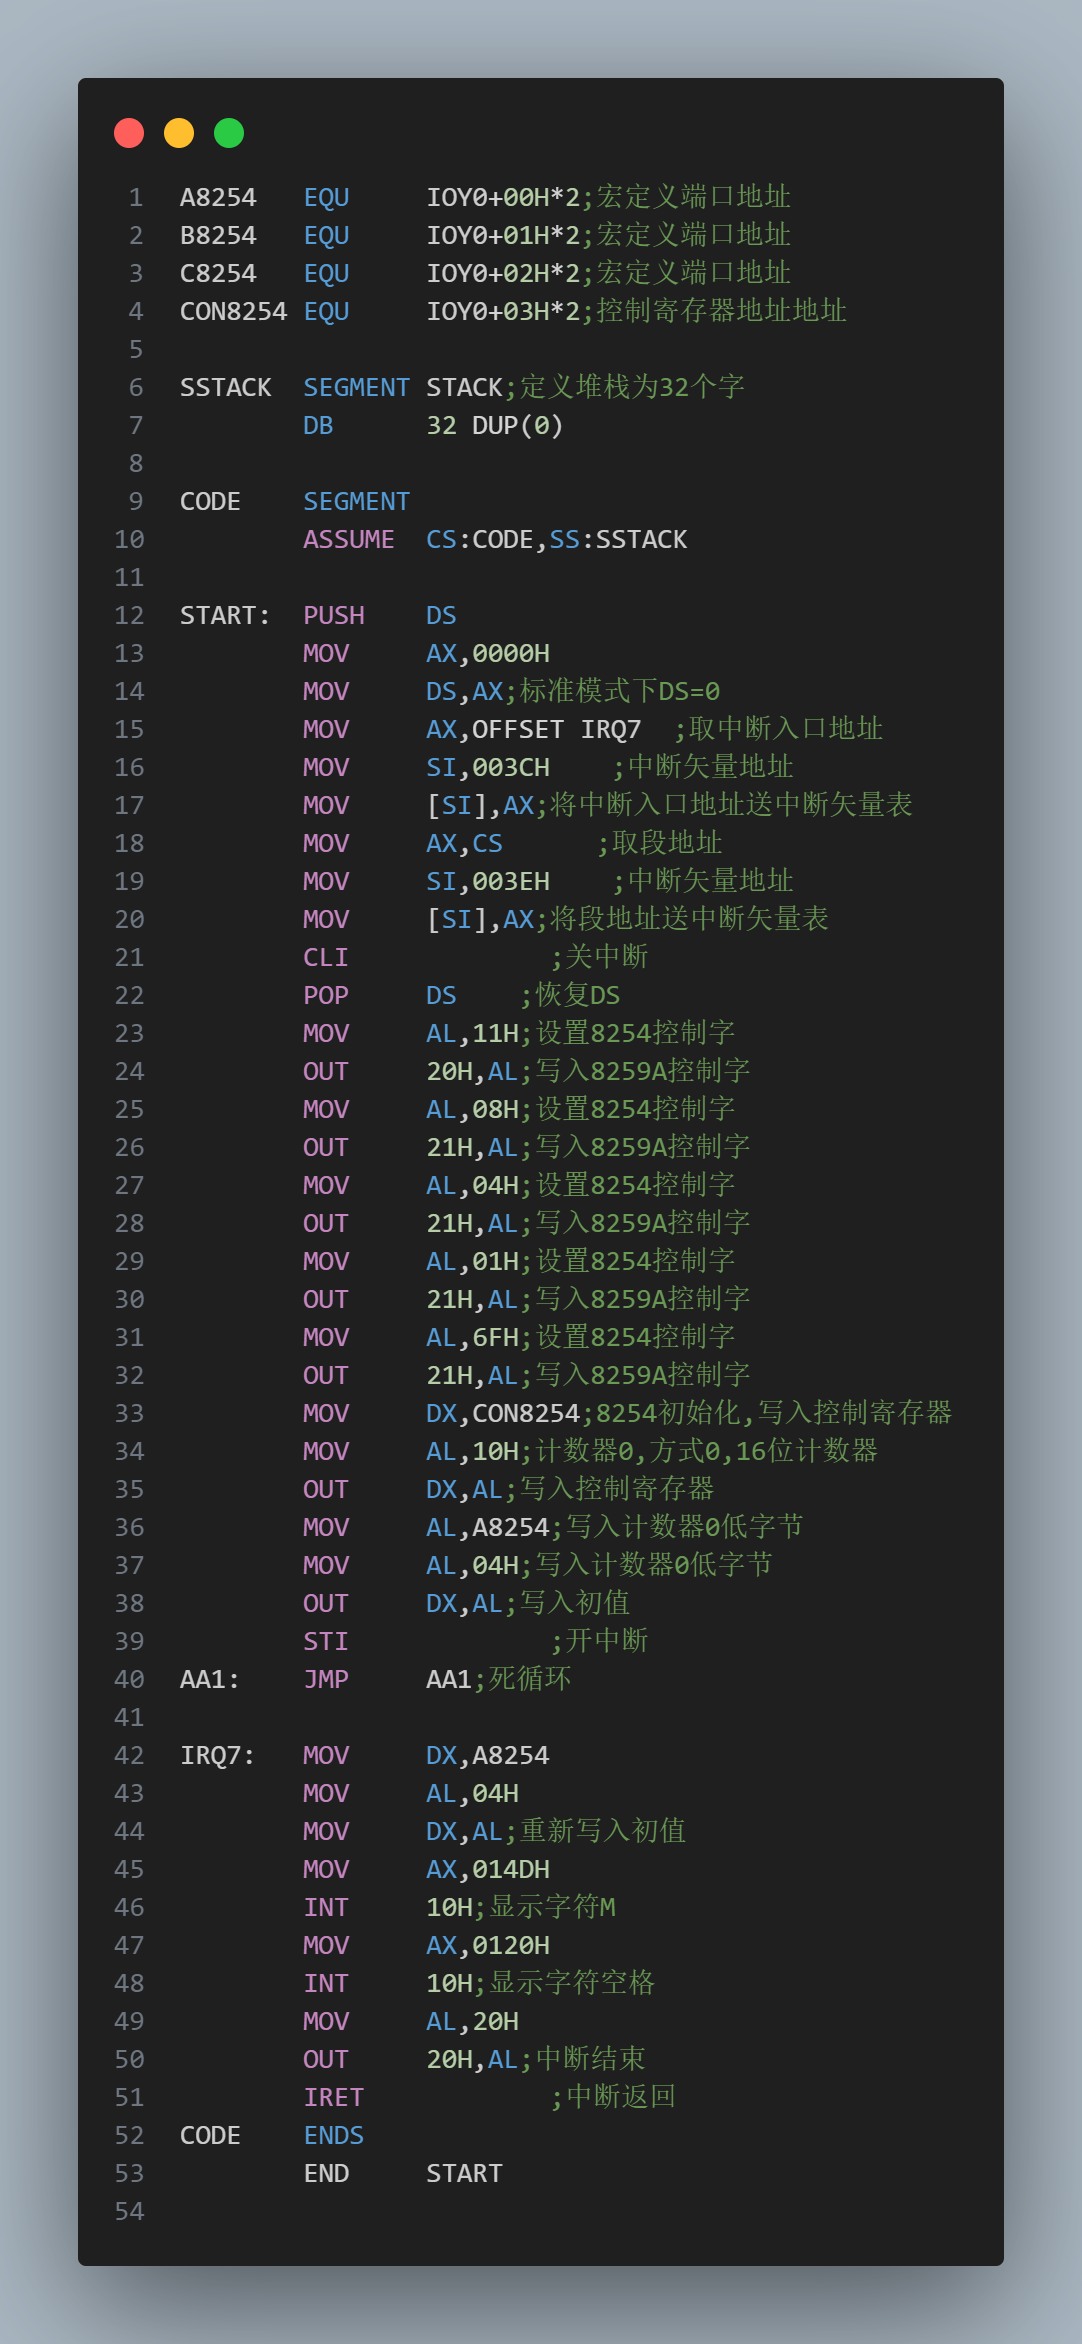 1 A8254 EQU IOY0+00H*2;宏定义端口地址
2 B8254 EQU IOY0+01H*2;宏定义端口地址
3 C8254 EQU IOY0+02H*2;宏定义端口地址
4 CON8254 EQU IOY0+03H*2;控制寄存器地址地址
5
6 SSTACK SEGMENT STACK;定义堆栈为32个字
7 DB 32 DUP(0)
8
9 CODE SEGMENT
10 ASSUME CS:CODE,SS:SSTACK
11
12 START: PUSH DS
13 MOV AX,0000H
14 MOV DS,AX;标准模式下DS=0
15 MOV AX,OFFSET IRQ7 ;取中断入口地址
16 MOV SI,003CH ;中断矢量地址
17 MOV [SI],AX;将中断入口地址送中断矢量表
18 MOV AX,CS ;取段地址
19 MOV SI,003EH ;中断矢量地址
20 MOV [SI],AX;将段地址送中断矢量表
21 CLI ;关中断
22 POP DS ;恢复DS
23 MOV AL,11H;设置8254控制字
24 OUT 20H,AL;写入8259A控制字
25 MOV AL,08H;设置8254控制字
26 OUT 21H,AL;写入8259A控制字
27 MOV AL,04H;设置8254控制字
28 OUT 21H,AL;写入8259A控制字
29 MOV AL,01H;设置8254控制字
30 OUT 21H,AL;写入8259A控制字
31 MOV AL,6FH;设置8254控制字
32 OUT 21H,AL;写入8259A控制字
33 MOV DX,CON8254;8254初始化,写入控制寄存器
34 MOV AL,10H;计数器0,方式0,16位计数器
35 OUT DX,AL;写入控制寄存器
36 MOV AL,A8254;写入计数器0低字节
37 MOV AL,04H;写入计数器0低字节
38 OUT DX,AL;写入初值
39 STI ;开中断
40 AA1: JMP AA1;死循环
41
42 IRQ7: MOV DX,A8254
43 MOV AL,04H
44 MOV DX,AL;重新写入初值
45 MOV AX,014DH
46 INT 10H;显示字符M
47 MOV AX,0120H
48 INT 10H;显示字符空格
49 MOV AL,20H
50 OUT 20H,AL;中断结束
51 IRET ;中断返回
52 CODE ENDS
53 END START
54